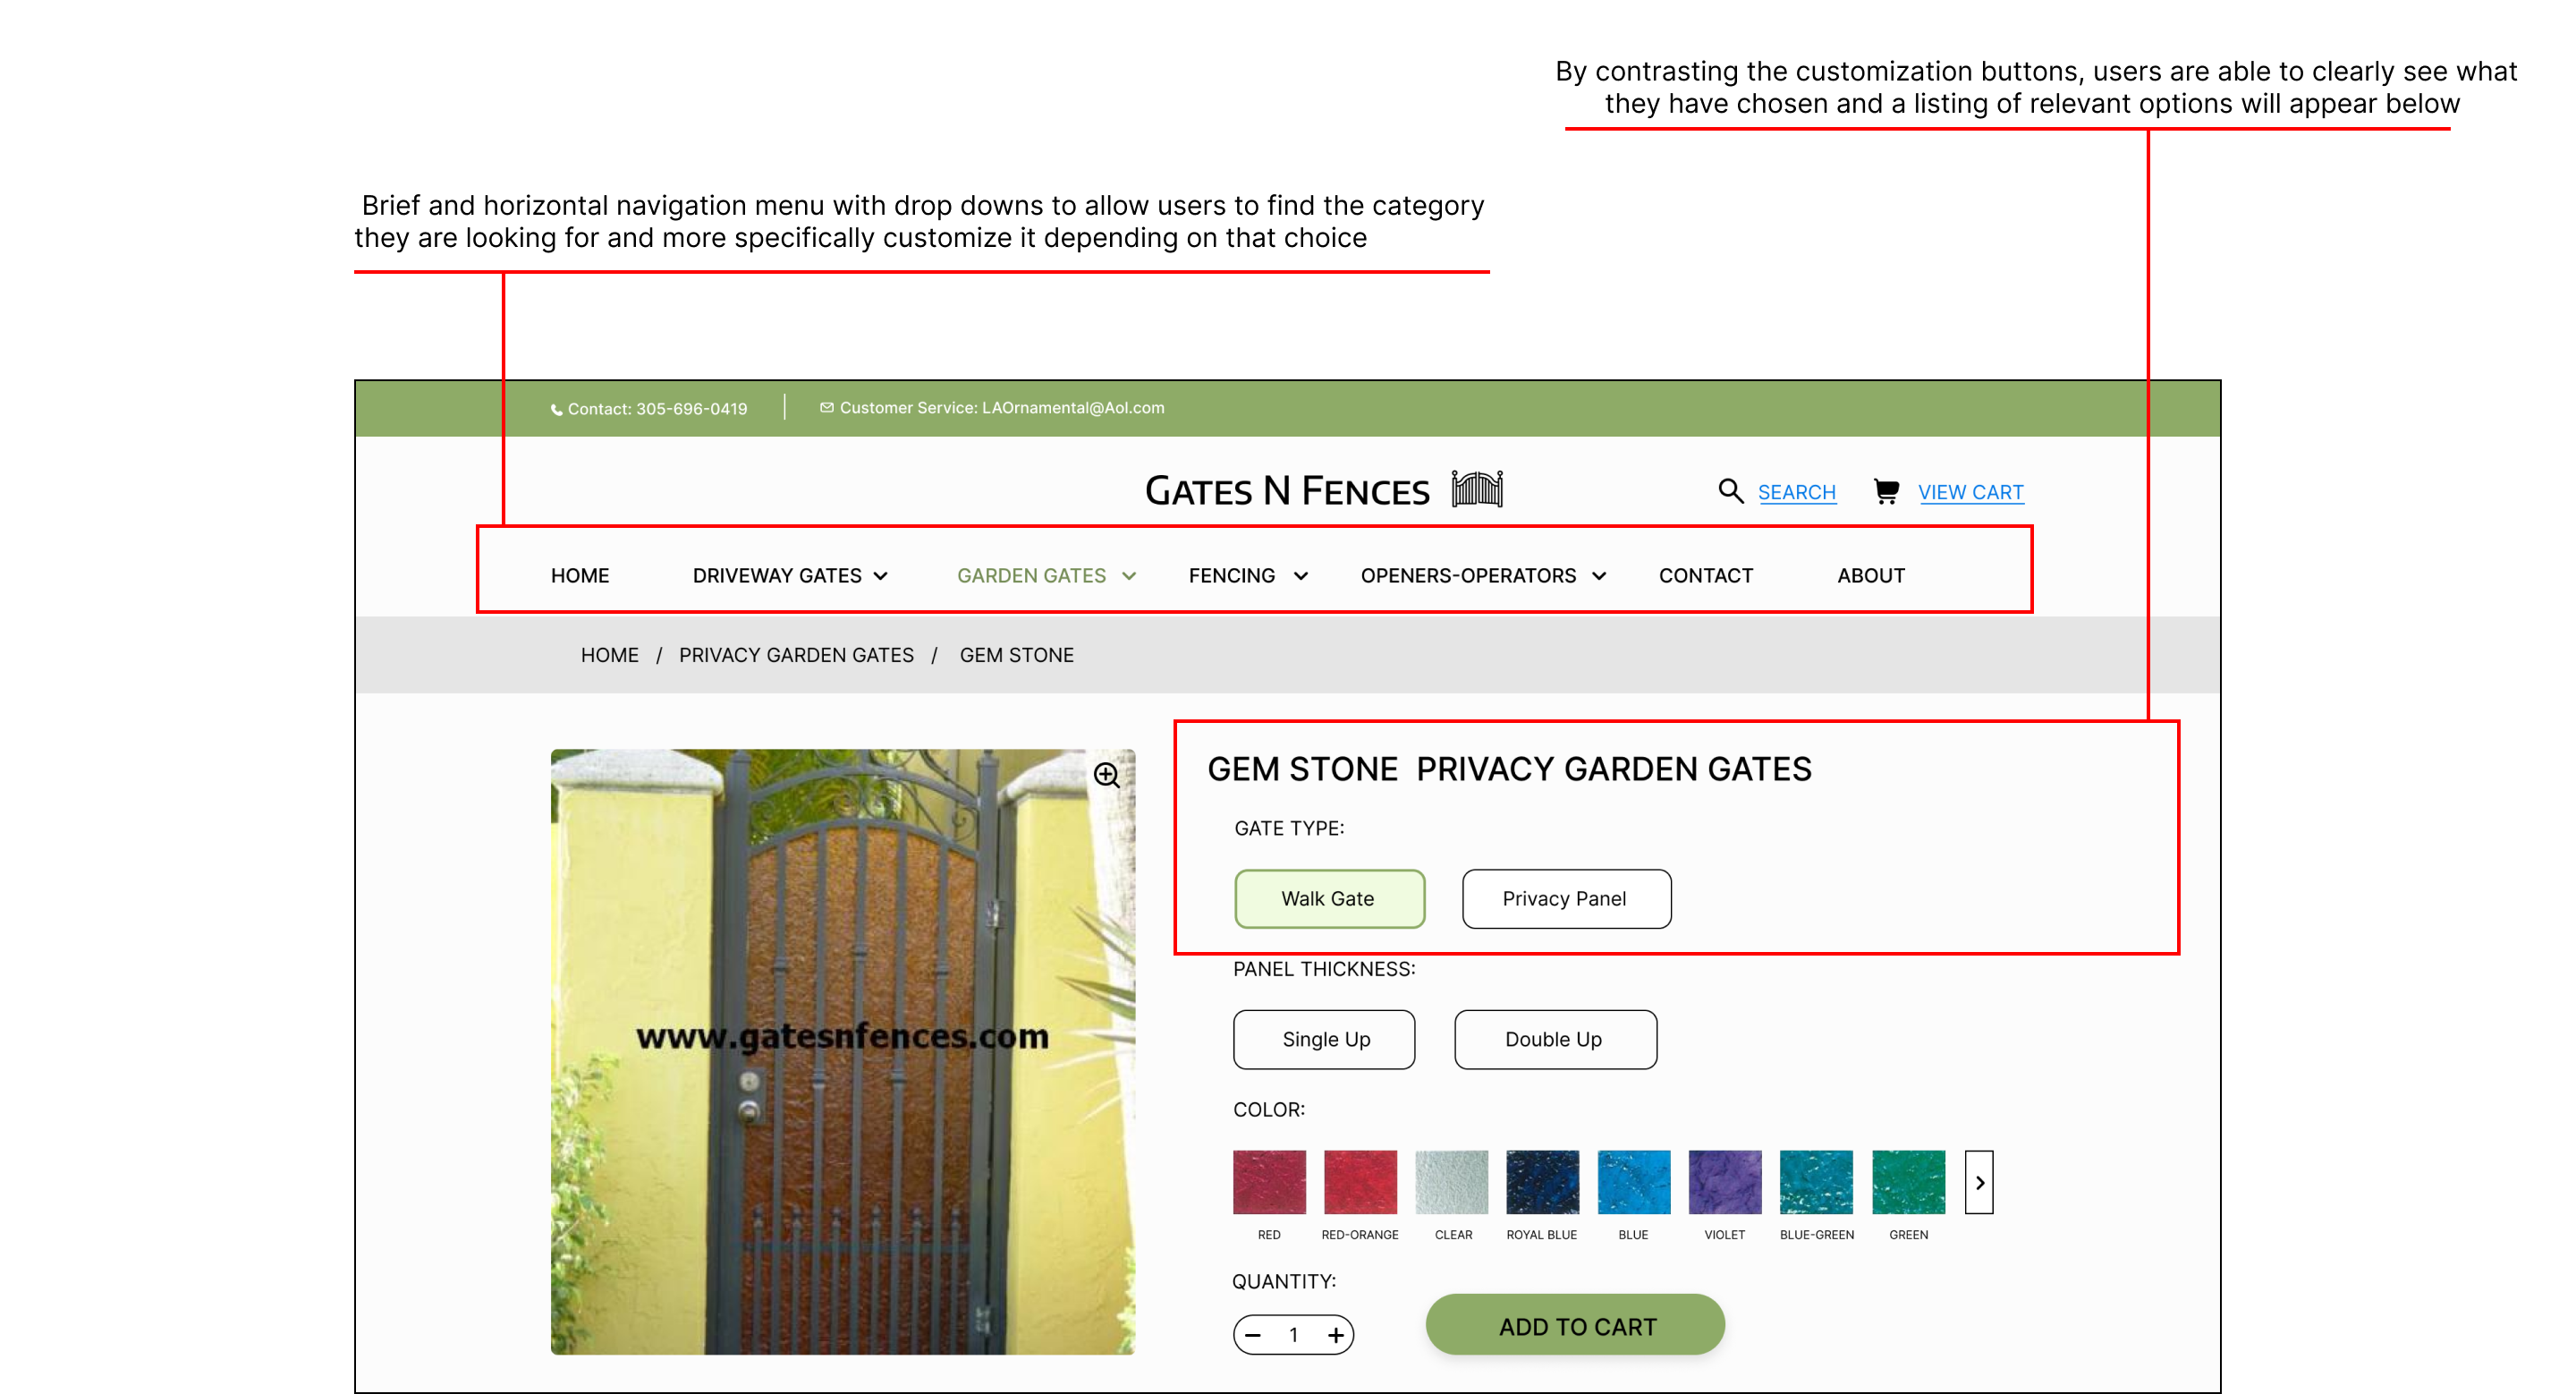 By contrasting the customization buttons, users are able to clearly see what
they have chosen and a listing of relevant options will appear below
Brief and horizontal navigation menu with drop downs to allow users to find the category
they are looking for and more specifically customize it depending on that choice
Contact: 305-696-0419
Customer Service: LAOrnamental@Aol.com
GATES N FENCES
SEARCH
VIEW CART
HOME
DRIVEWAY GATES
GARDEN GATES
FENCING
OPENERS-OPERATORS
CONTACT
ABOUT
HOME / PRIVACY GARDEN GATES / GEM STONE
GEM STONE PRIVACY GARDEN GATES
GATE TYPE:
Walk Gate
Privacy Panel
www.gatesnfences.com
PANEL THICKNESS:
Single Up
Double Up
COLOR:
RED
RED-ORANGE
CLEAR
ROYAL BLUE
BLUE
VIOLET
BLUE-GREEN
GREEN
QUANTITY:
1
ADD TO CART